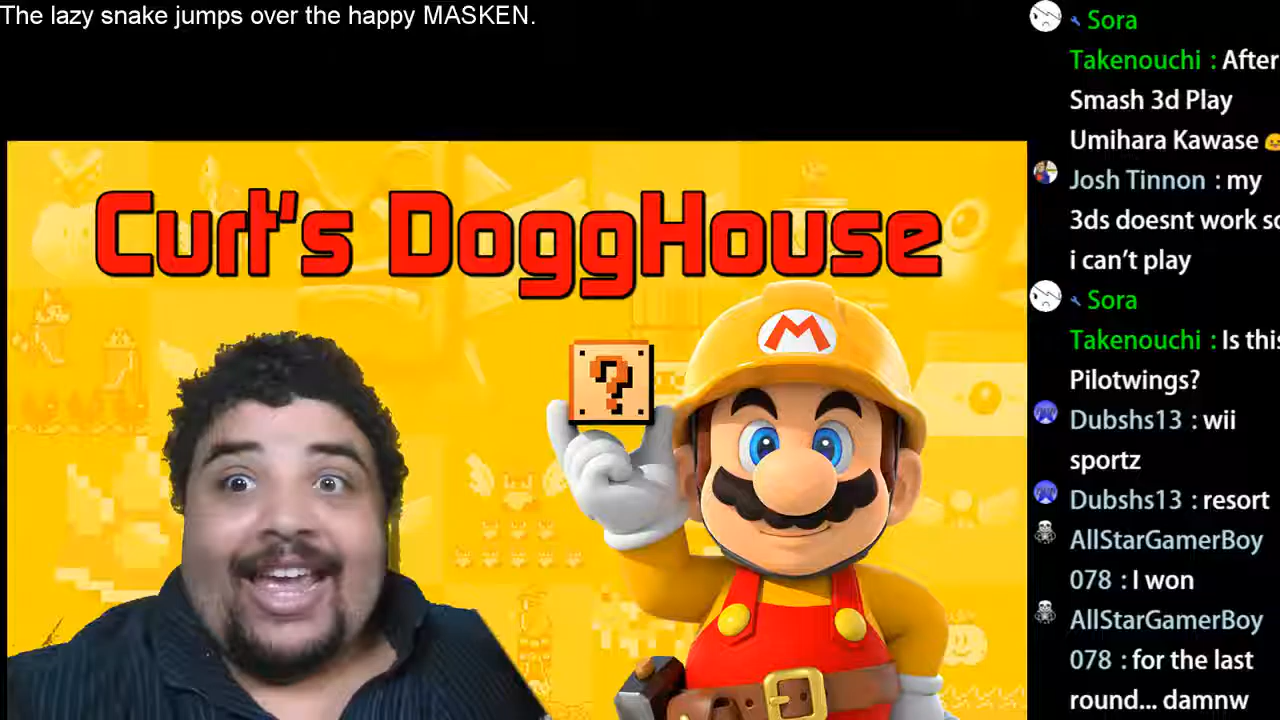 The lazy snake jumps over the happy MASKEN.
Curt's DoggHouse
M
?
Sora
Takenouchi : After
Smash 3d Play
Umihara Kawase
Josh Tinnon : my
3ds doesnt work so
i can't play
Sora
Takenouchi : Is this
Pilotwings?
Dubshs13 : wii
sportz
Dubshs13 : resort
AllStarGamerBoy
078 : I won
AllStarGamerBoy
078 : for the last
round... damnw